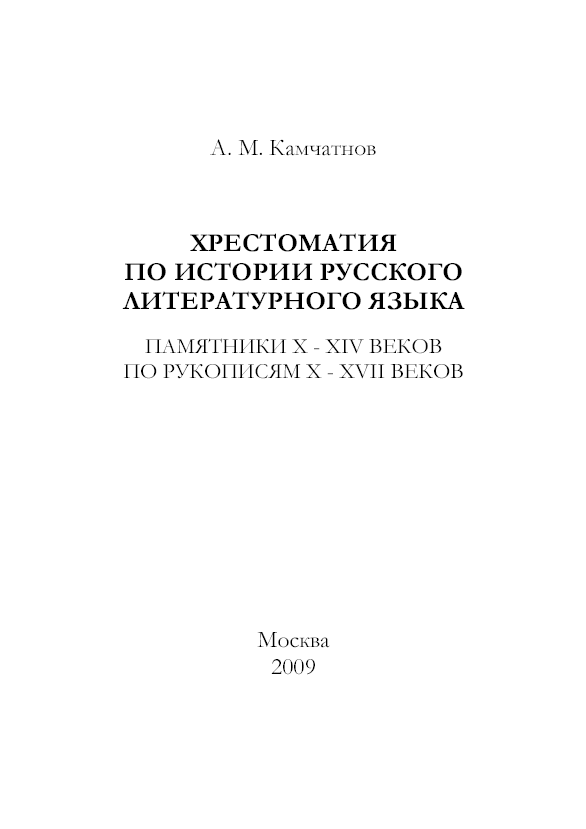 А. М. Камчатнов
ХРЕСТОМАТИЯ
ПО ИСТОРИИ РУССКОГО
ЛИТЕРАТУРНОГО ЯЗЫКА
ПАМЯТНИКИ X - XIV ВЕКОВ
ПО РУКОПИСЯМ X - XVII ВЕКОВ
Москва
2009